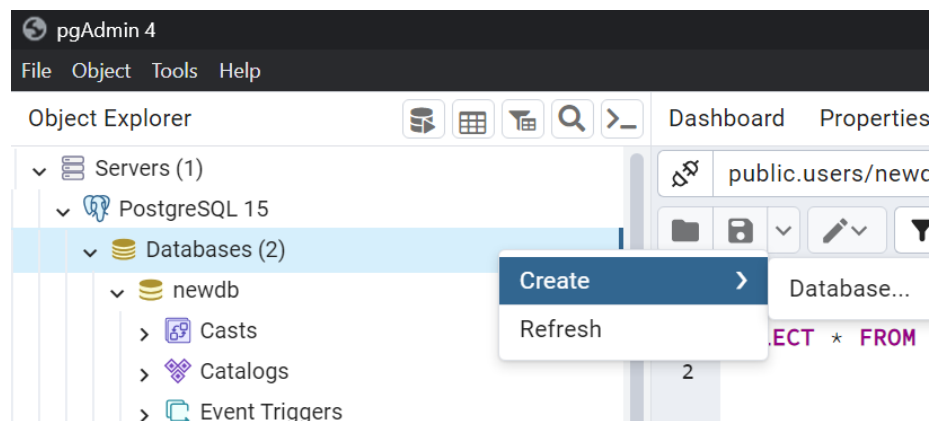 pgAdmin 4
File Object Tools Help
Object Explorer
Dashboard Properties
Servers (1)
public.users/newd
PostgreSQL 15
Databases (2)
Create
Database...
newdb
Refresh
Casts
ECT * FROM
Catalogs
2
Event Triggers